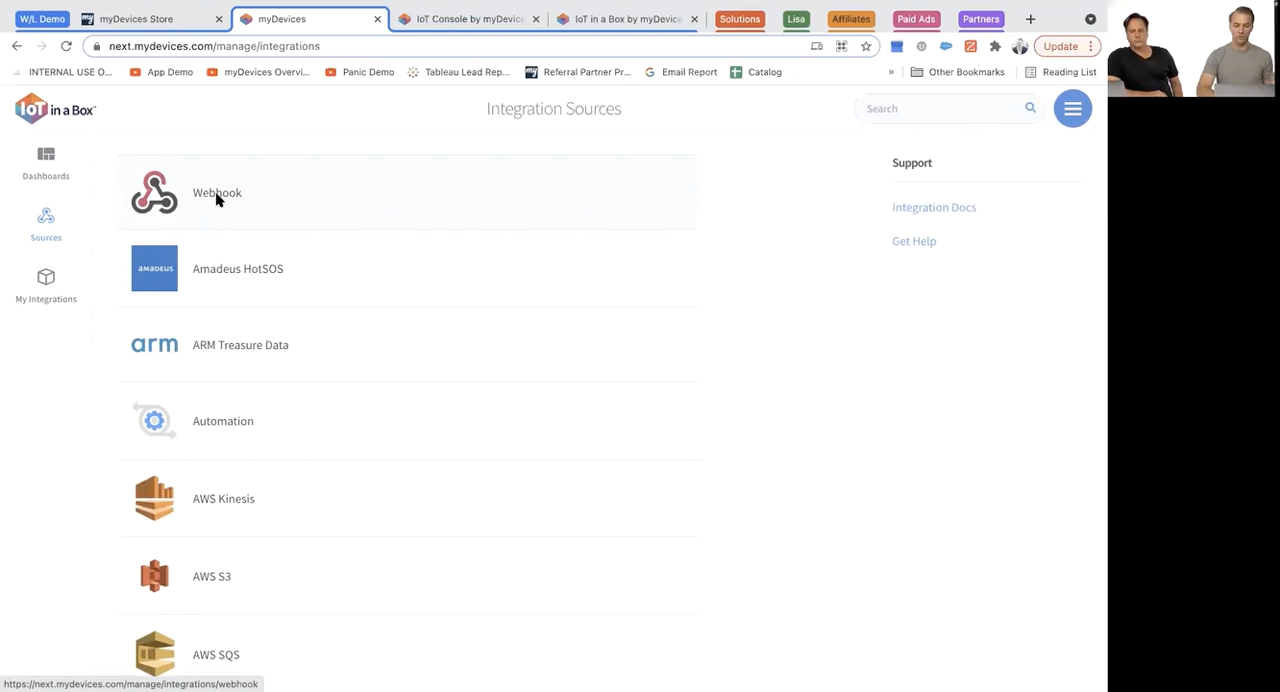 W/L Demo
myDevices Store
myDevices
IoT Console by myDevice
IoT in a Box by myDevice
Solutions
Lisa
Affiliates
Paid Ads
Partners
next.mydevices.com/manage/integrations
Update
INTERNAL USE O...
App Demo
myDevices Overvi...
Panic Demo
Tableau Lead Rep...
Referral Partner Pr...
Email Report
Catalog
»
Other Bookmarks
Reading List
IoT in a Box™
Integration Sources
Search
Dashboards
Sources
My Integrations
Webhook
amadeus
Amadeus HotSOS
arm
ARM Treasure Data
Automation
AWS Kinesis
AWS S3
AWS SQS
Support
Integration Docs
Get Help
https://next.mydevices.com/manage/integrations/webhook